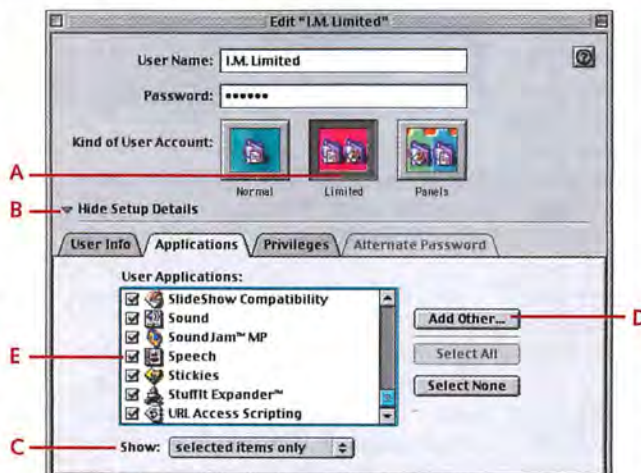 Edit "I.M. Limited"
User Name: I.M. Limited
Password: ••••••
Kind of User Account:
A
Normal Limited Panels
B
Hide Setup Details
User Info Applications Privileges Alternate Password
User Applications:
SlideShow Compatibility
Sound
Add Other...
D
SoundJam™ MP
E
Speech
Select All
Stickies
StuffIt Expander™
Select None
URL Access Scripting
C
Show: selected items only